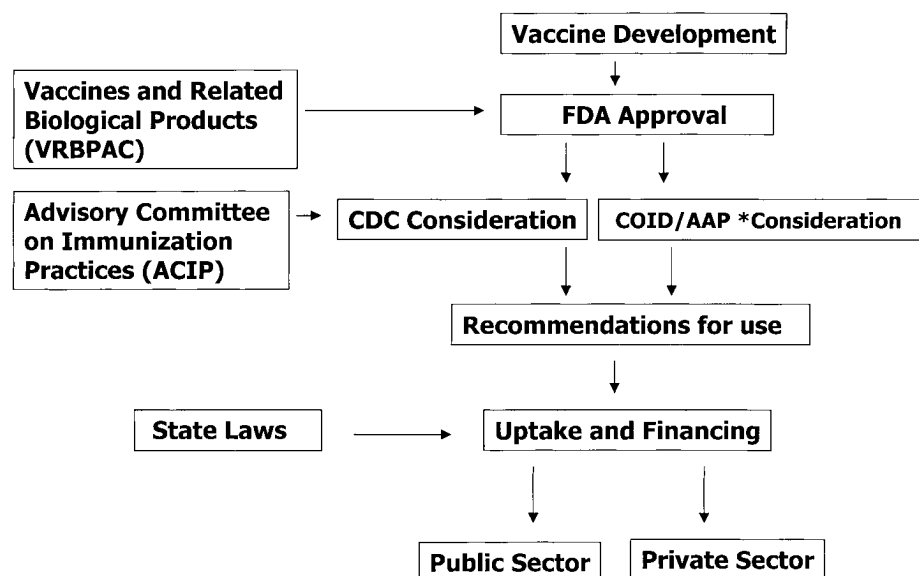 Vaccine Development
Vaccines and Related
Biological Products
(VRBPAC)
FDA Approval
Advisory Committee
on Immunization
Practices (ACIP)
CDC Consideration
COID/AAP *Consideration
Recommendations for use
State Laws
Uptake and Financing
Public Sector
Private Sector